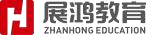 展鸿教育
ZHANHONG EDUCATION